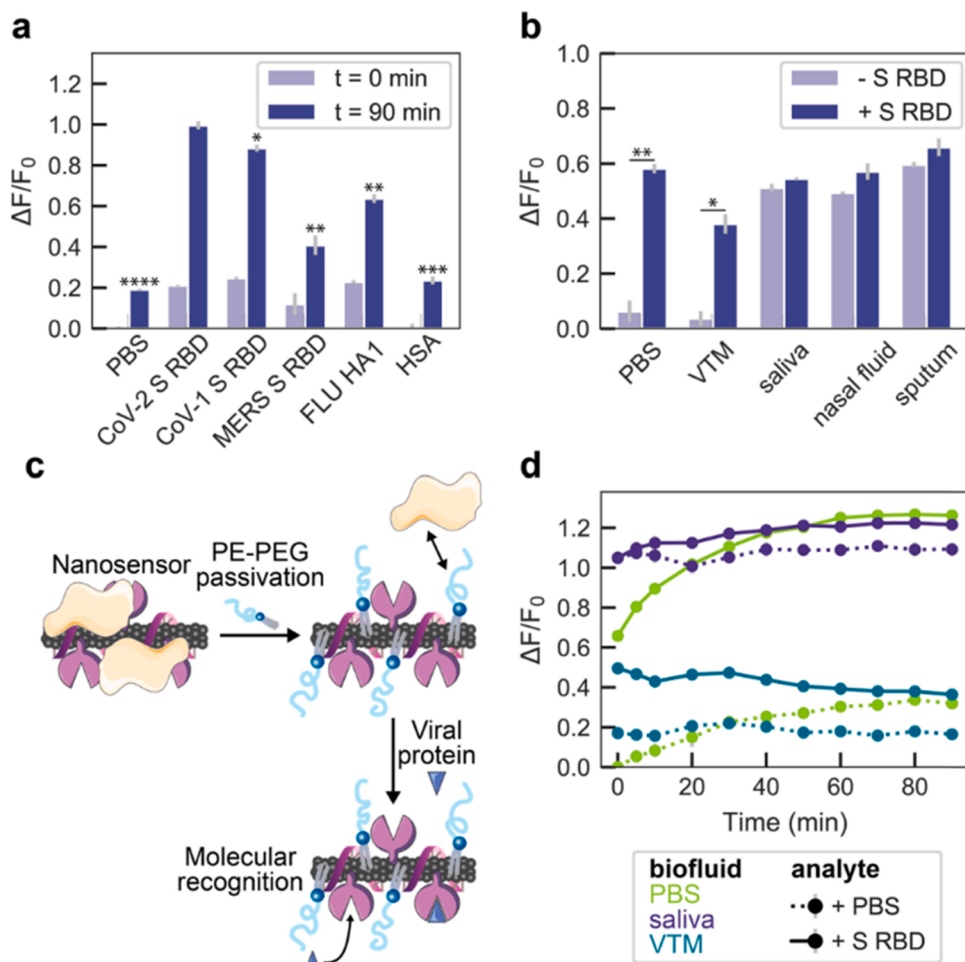 a
ΔF/F0
1.2
1.0
0.8
0.6
0.4
0.2
0.0
t = 0 min
t = 90 min
****
*
**
**
***
PBS
CoV-2 S RBD
CoV-1 S RBD
MERS S RBD
FLU HA1
HSA
b
ΔF/F0
1.0
0.8
0.6
0.4
0.2
0.0
- S RBD
+ S RBD
**
*
PBS
VTM
saliva
nasal fluid
sputum
c
Nanosensor
PE-PEG
passivation
Viral
protein
Molecular
recognition
d
ΔF/F0
1.2
1.0
0.8
0.6
0.4
0.2
0.0
0 20 40 60 80
Time (min)
biofluid analyte
PBS + PBS
saliva + S RBD
VTM